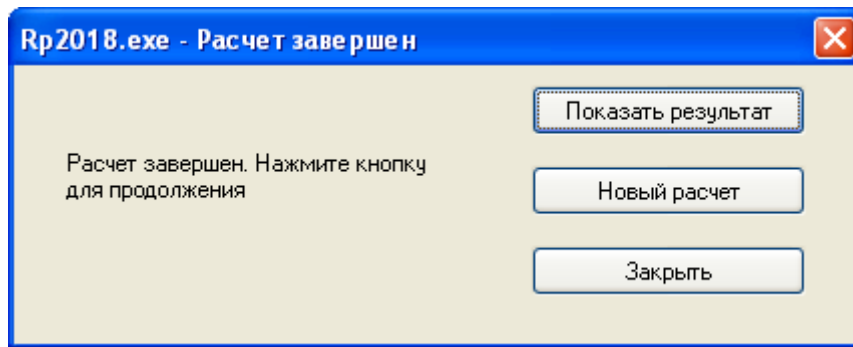 Rp2018.exe - Расчет завершен
Показать результат
Расчет завершен. Нажмите кнопку
для продолжения
Новый расчет
Закрыть